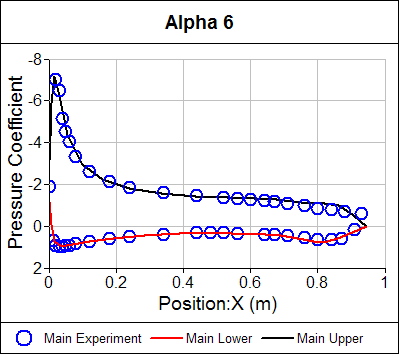 Alpha 6
-8
-6
-4
-2
0
2
Pressure Coefficient
0 0.2 0.4 0.6 0.8 1
Position:X (m)
Main Experiment Main Lower Main Upper